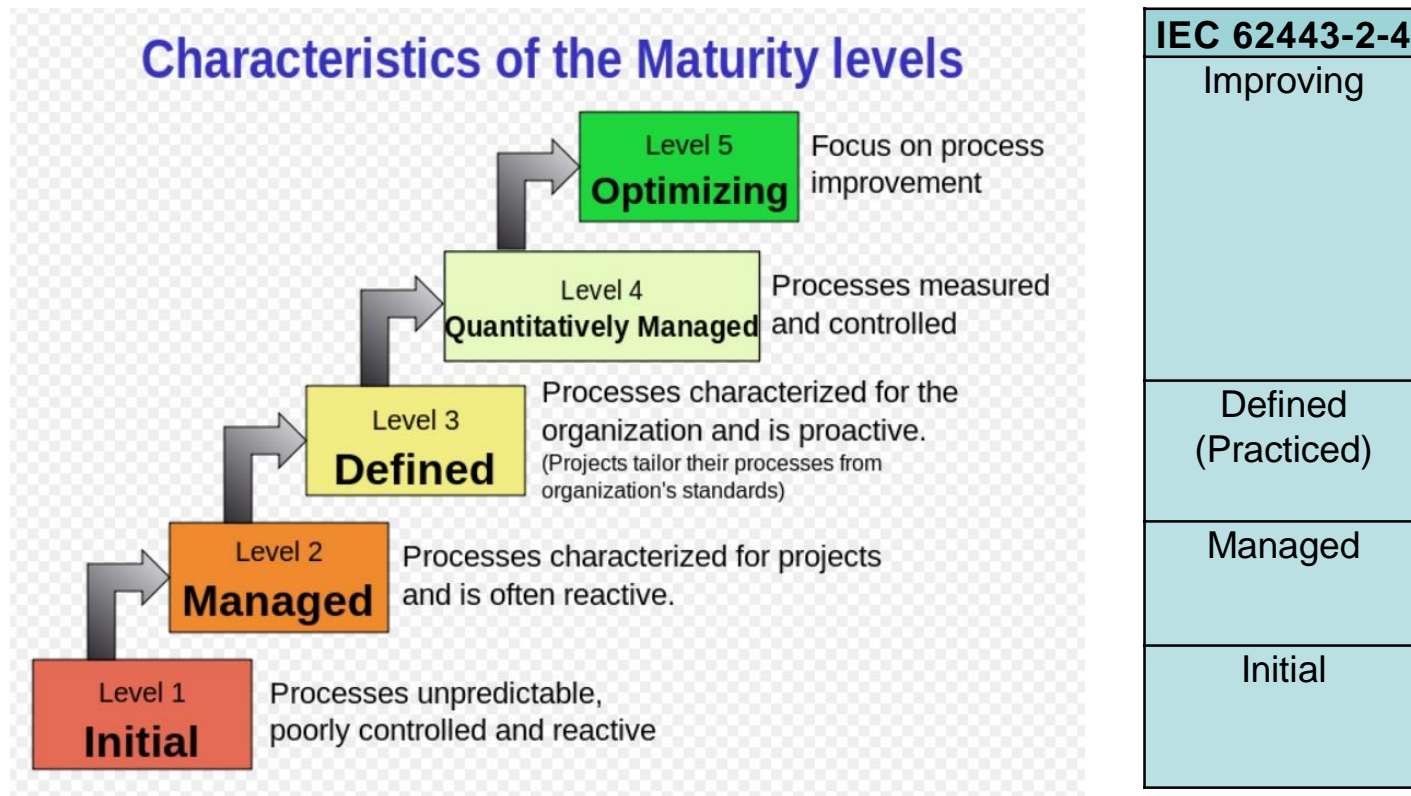 Characteristics of the Maturity levels
Level 5
Optimizing
Focus on process
improvement
Level 4
Quantitatively Managed
Processes measured
and controlled
Level 3
Defined
Processes characterized for the
organization and is proactive.
(Projects tailor their processes from
organization's standards)
Level 2
Managed
Processes characterized for projects
and is often reactive.
Level 1
Initial
Processes unpredictable,
poorly controlled and reactive
IEC 62443-2-4
Improving
Defined
(Practiced)
Managed
Initial